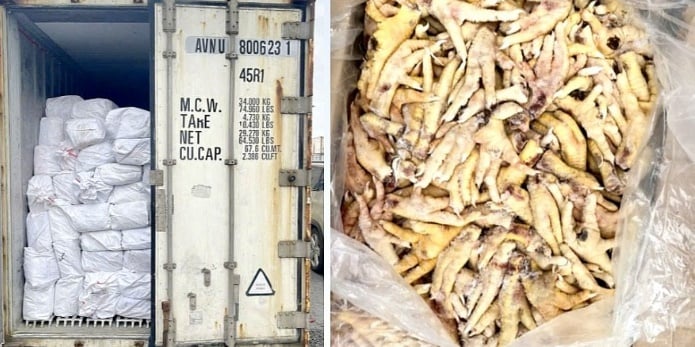 AVNU 800623 1
45R1
M.C.W. 34.000 KG
74.960 LBS
TARE 4.730 KG
10.430 LBS
NET 29.270 KG
64.530 LBS
CU.CAP. 67.6 CU.MT.
2.386 CU.FT